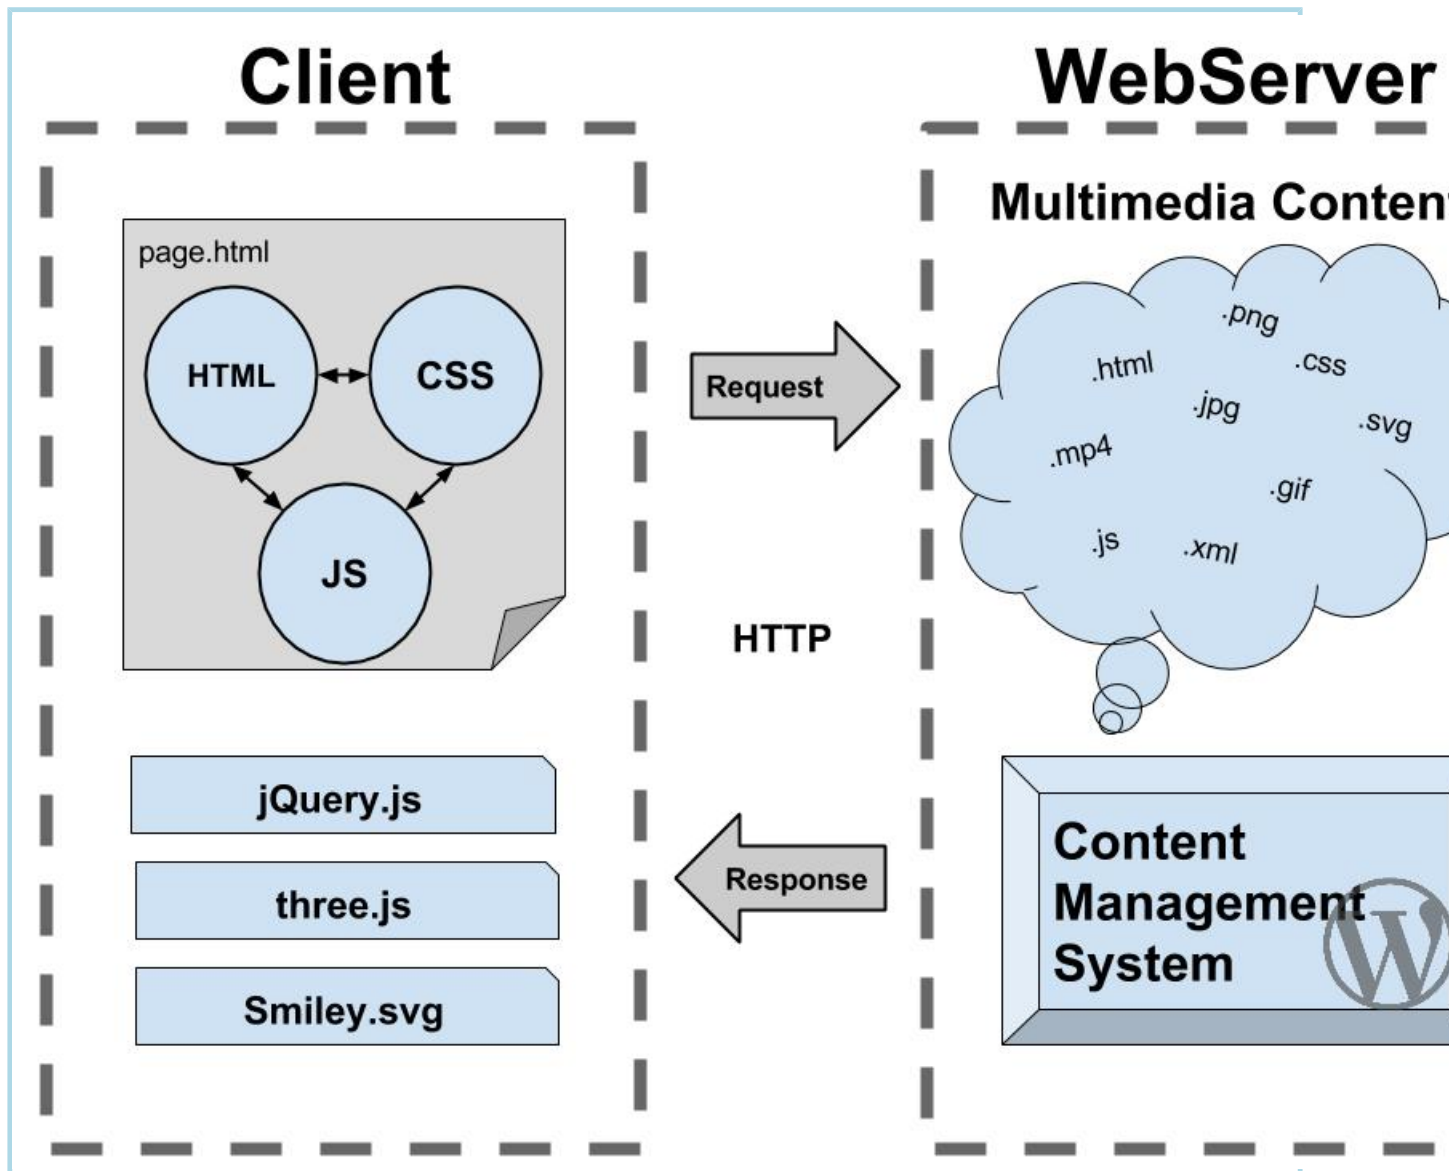 Client
WebServer
Multimedia Content
page.html
HTML
CSS
JS
Request
HTTP
Response
.png
.html
.css
.jpg
.svg
.mp4
.gif
.js
.xml
jQuery.js
three.js
Smiley.svg
Content
Management
System